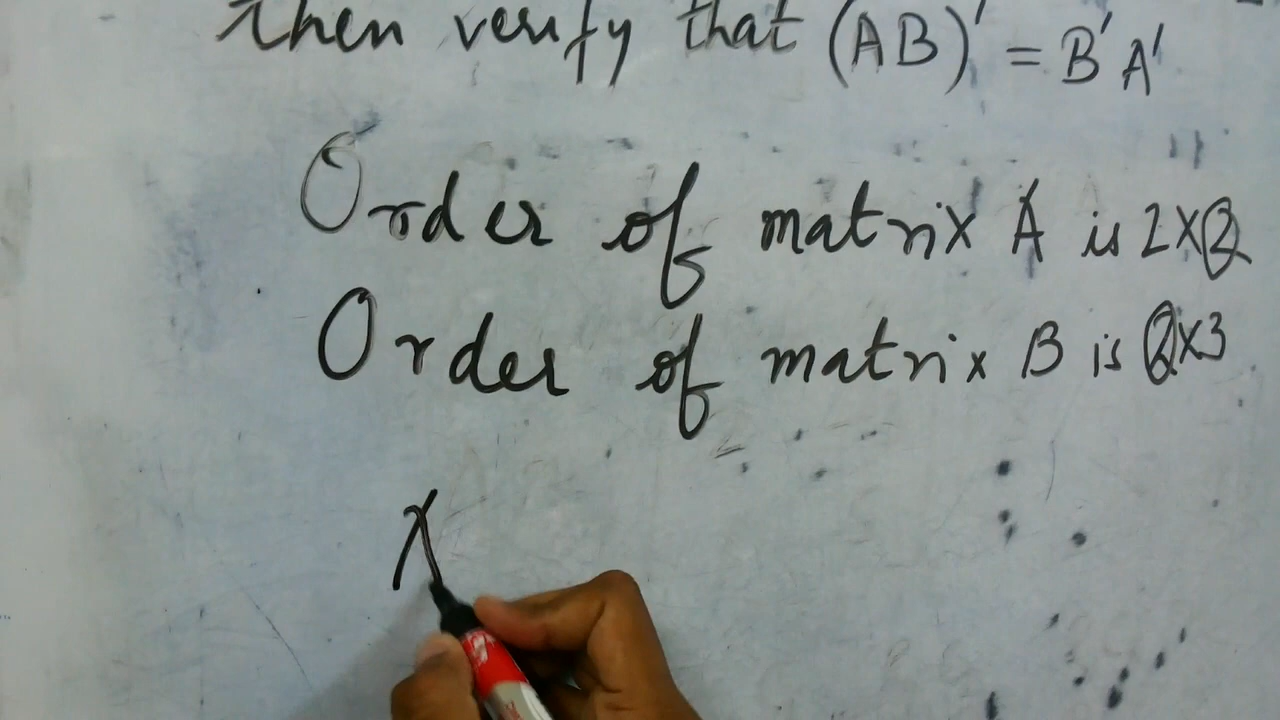 then verify that (AB)' = B'A'
Order of matrix A is 2×2
Order of matrix B is 2×3